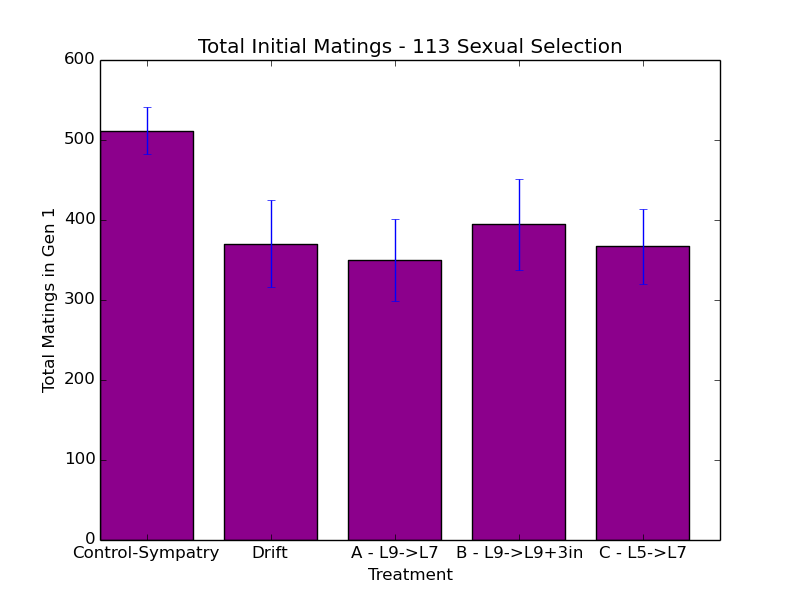 Total Initial Matings - 113 Sexual Selection
600
500
400
300
200
100
0
Total Matings in Gen 1
Control-Sympatry Drift A - L9->L7 B - L9->L9+3in C - L5->L7
Treatment